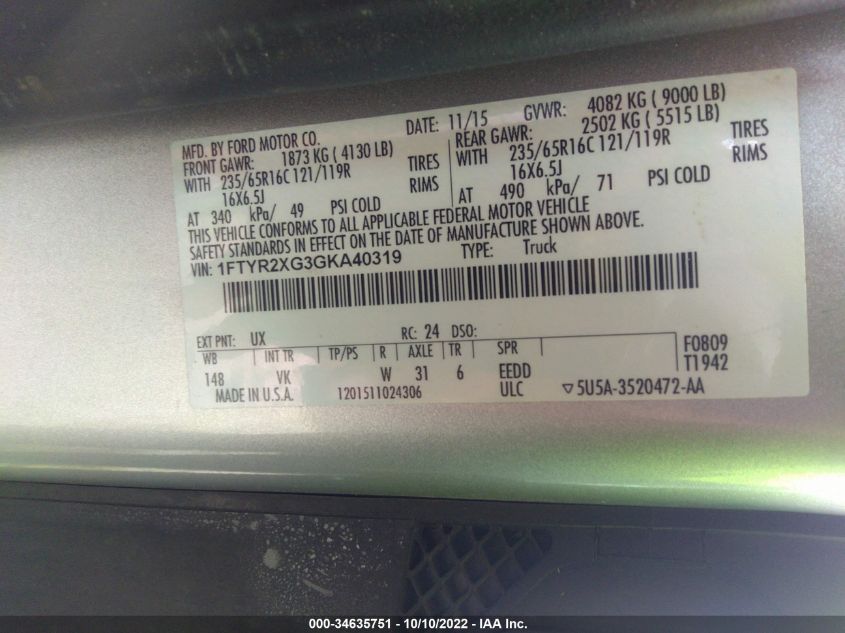 MFD. BY FORD MOTOR CO. DATE: 11/15 GVWR: 4082 KG ( 9000 LB)
FRONT GAWR: 1873 KG ( 4130 LB) REAR GAWR: 2502 KG ( 5515 LB)
WITH 235/65R16C 121/119R TIRES WITH 235/65R16C 121/119R TIRES
16X6.5J RIMS 16X6.5J RIMS
AT 340 kPa/ 49 PSI COLD AT 490 kPa/ 71 PSI COLD
THIS VEHICLE CONFORMS TO ALL APPLICABLE FEDERAL MOTOR VEHICLE
SAFETY STANDARDS IN EFFECT ON THE DATE OF MANUFACTURE SHOWN ABOVE.
VIN: 1FTYR2XG3GKA40319 TYPE: Truck
EXT PNT: UX RC: 24 DSO:
WB INT TR TP/PS R AXLE TR SPR F0809
148 VK W 31 6 EEDD T1942
MADE IN U.S.A. 1201511024306 ULC ▽5U5A-3520472-AA
000-34635751 - 10/10/2022 - IAA Inc.